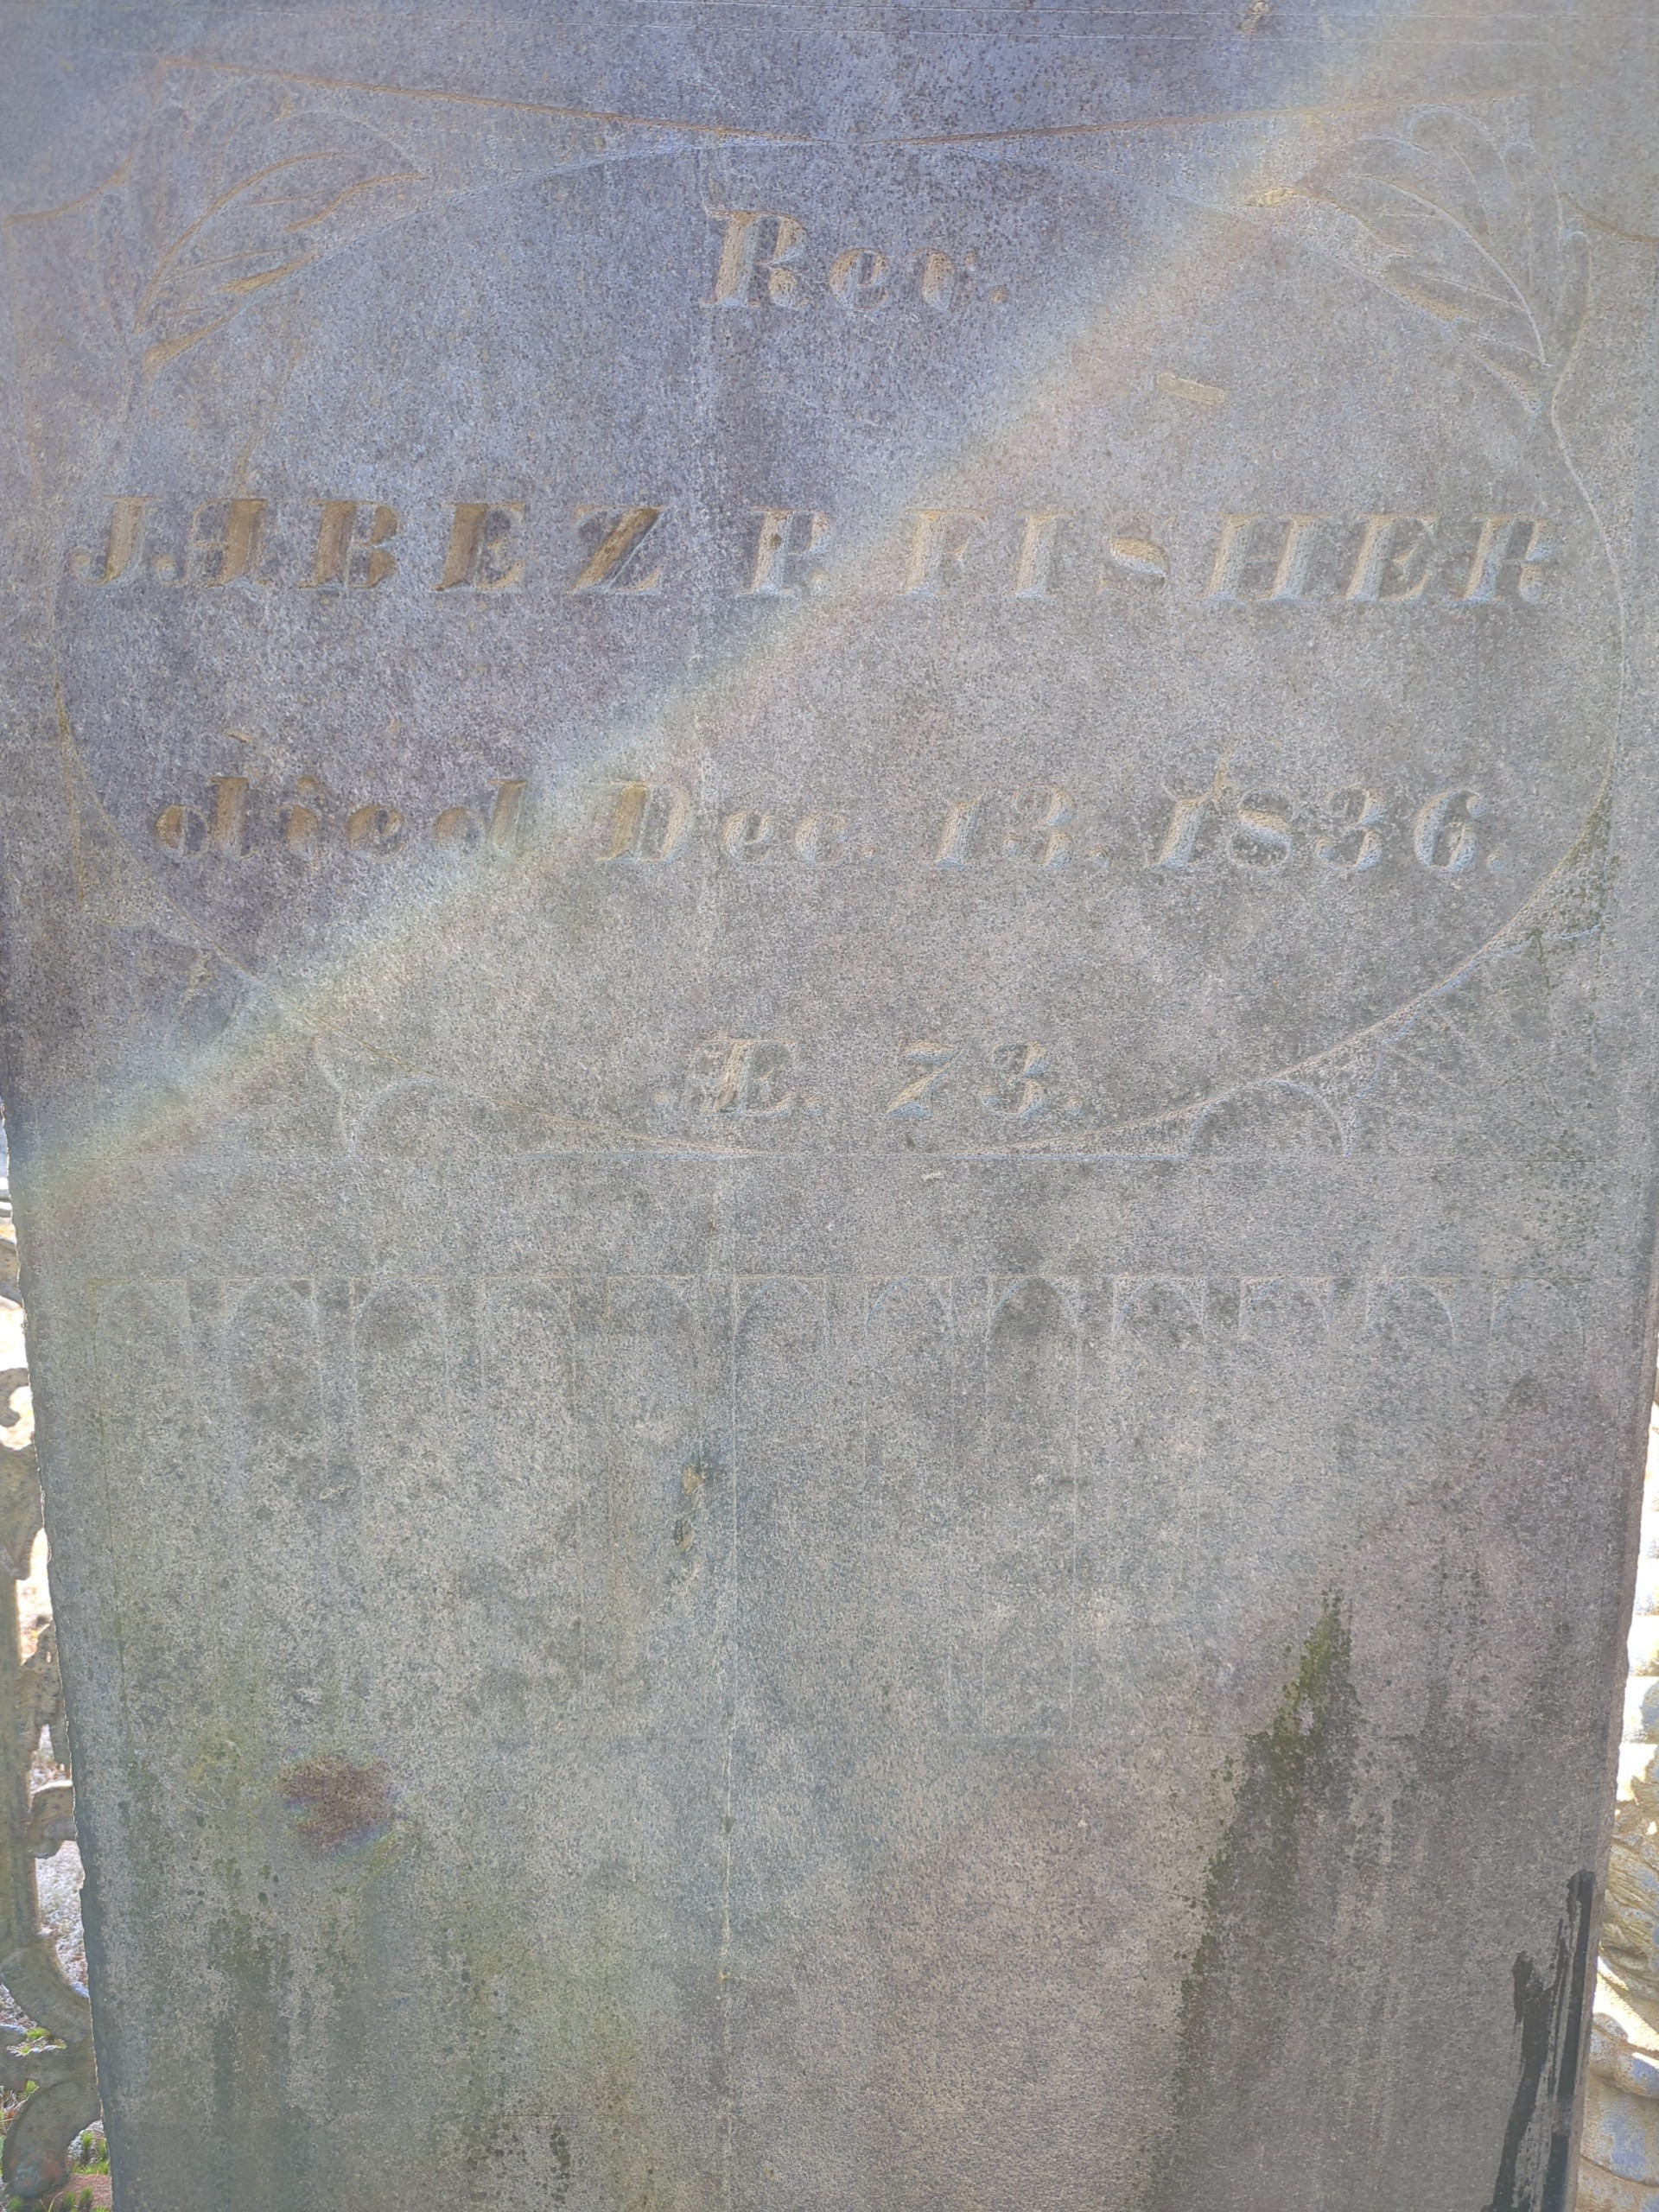 Rev.
JABEZ P. FISHER
died Dec. 13, 1836.
Æ. 73.